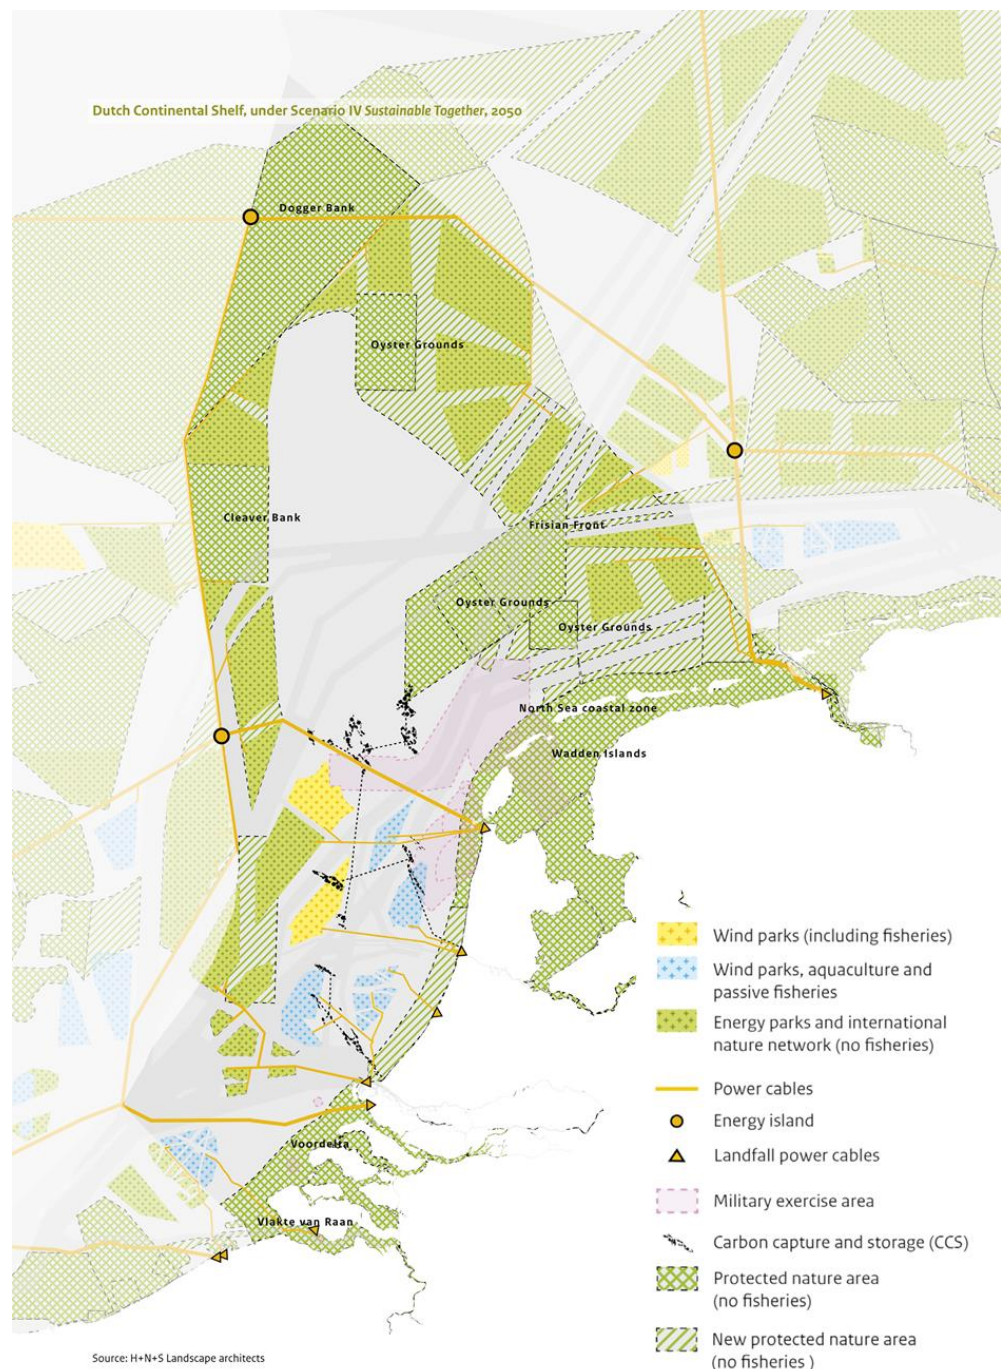 Dutch Continental Shelf, under Scenario IV Sustainable Together, 2050
Dogger Bank
Oyster Grounds
Cleaver Bank
Frisian Front
Oyster Grounds
Oyster Grounds
North Sea coastal zone
Wadden Islands
Voordelta
Vlakte van Raan
Wind parks (including fisheries)
Wind parks, aquaculture and
passive fisheries
Energy parks and international
nature network (no fisheries)
Power cables
Energy island
Landfall power cables
Military exercise area
Carbon capture and storage (CCS)
Protected nature area
(no fisheries)
New protected nature area
(no fisheries )
Source: H+N+S Landscape architects